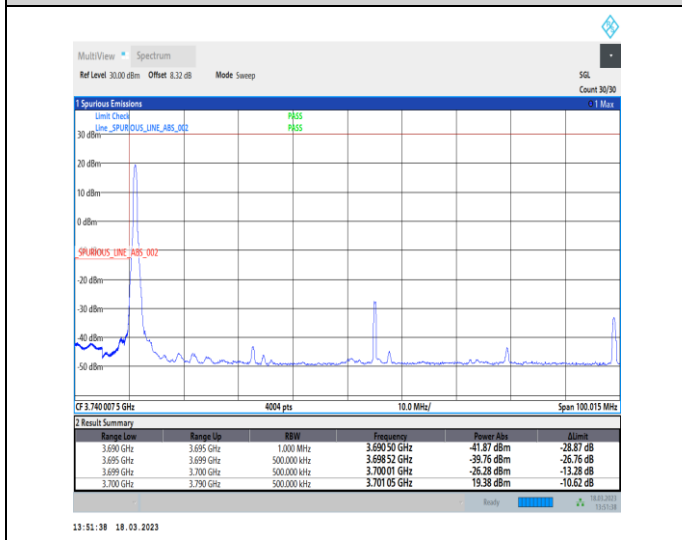 MultiView Spectrum
Ref Level 30.00 dBm Offset 8.32 dB Mode Sweep SGL
Count 30/30
1 Spurious Emissions 1 Max
Limit Check PASS
Line _SPURIOUS_LINE_ABS_002 PASS
30 dBm
20 dBm
10 dBm
0 dBm
_SPURIOUS_LINE_ABS_002
-20 dBm
-30 dBm
-40 dBm
-50 dBm
CF 3.740 007 5 GHz 4004 pts 10.0 MHz/ Span 100.015 MHz
2 Result Summary
Range Low Range Up RBW Frequency Power Abs ΔLimit
3.690 GHz 3.695 GHz 1.000 MHz 3.690 50 GHz -41.87 dBm -28.87 dB
3.695 GHz 3.699 GHz 500.000 kHz 3.698 52 GHz -39.76 dBm -26.76 dB
3.699 GHz 3.700 GHz 500.000 kHz 3.700 01 GHz -26.28 dBm -13.28 dB
3.700 GHz 3.790 GHz 500.000 kHz 3.701 05 GHz 19.38 dBm -10.62 dB
Ready 18.03.2023
13:51:38
13:51:38 18.03.2023